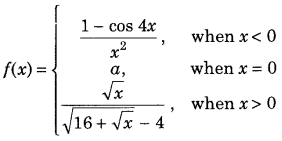 f(x) = { (1 – cos 4x)/x², when x < 0
a, when x = 0
√x/(√(16 + √x) – 4), when x > 0